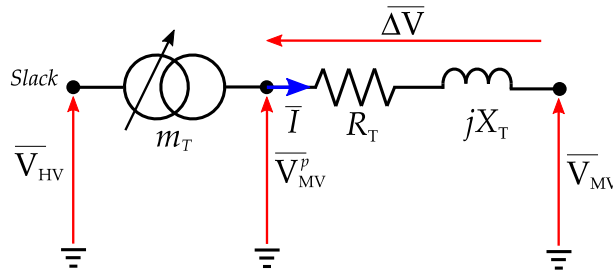 ΔV
Slack
m_T
I
R_T
jX_T
V_HV
V^p_MV
V_MV